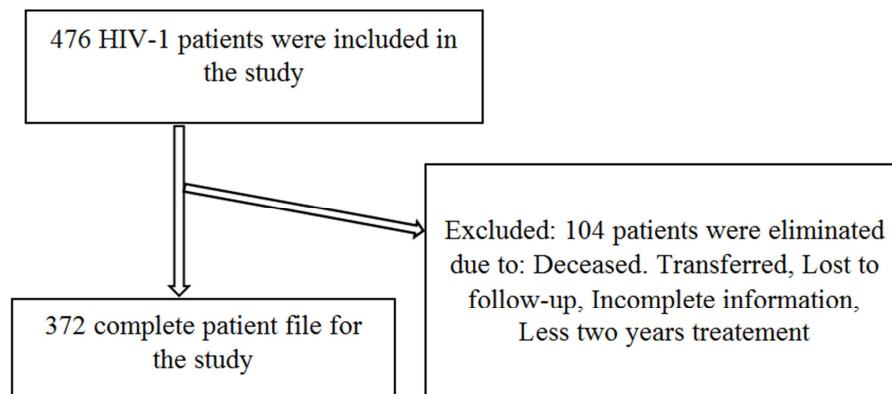 476 HIV-1 patients were included in
the study
Excluded: 104 patients were eliminated
due to: Deceased. Transferred, Lost to
follow-up, Incomplete information,
Less two years treatement
372 complete patient file for
the study